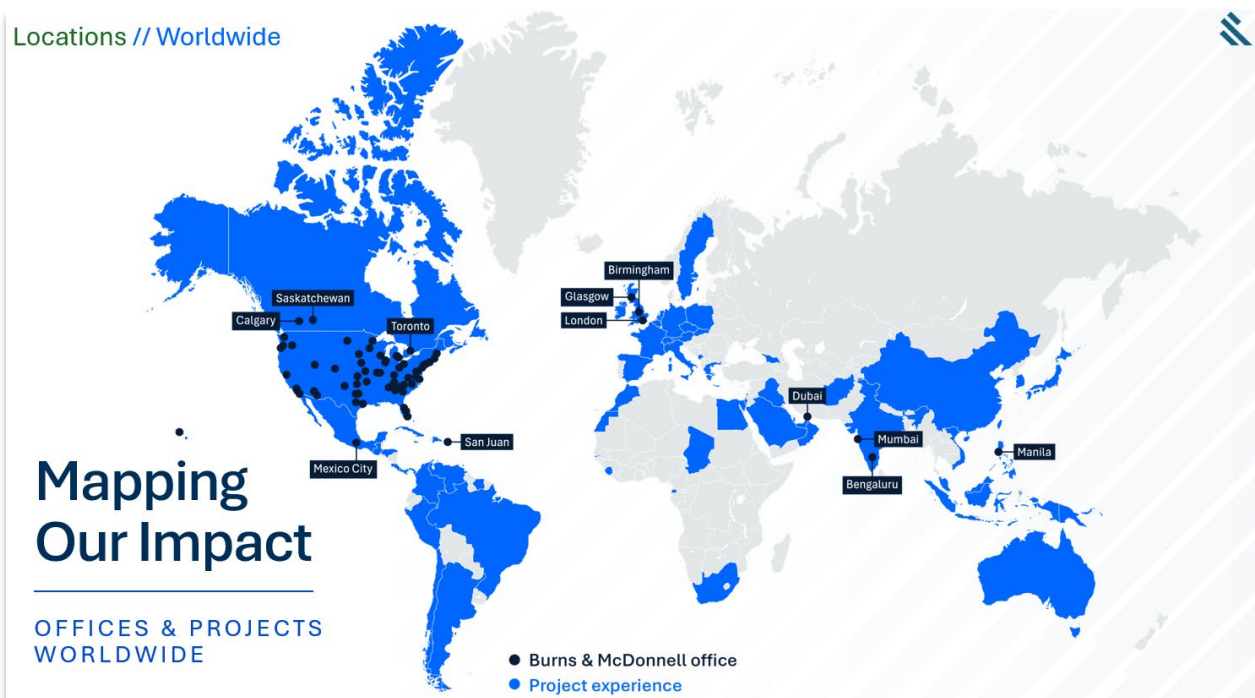 Locations // Worldwide
Birmingham
Glasgow
London
Saskatchewan
Calgary
Toronto
Dubai
San Juan
Mumbai
Manila
Mexico City
Bengaluru
Mapping
Our Impact
OFFICES & PROJECTS
WORLDWIDE
Burns & McDonnell office
Project experience